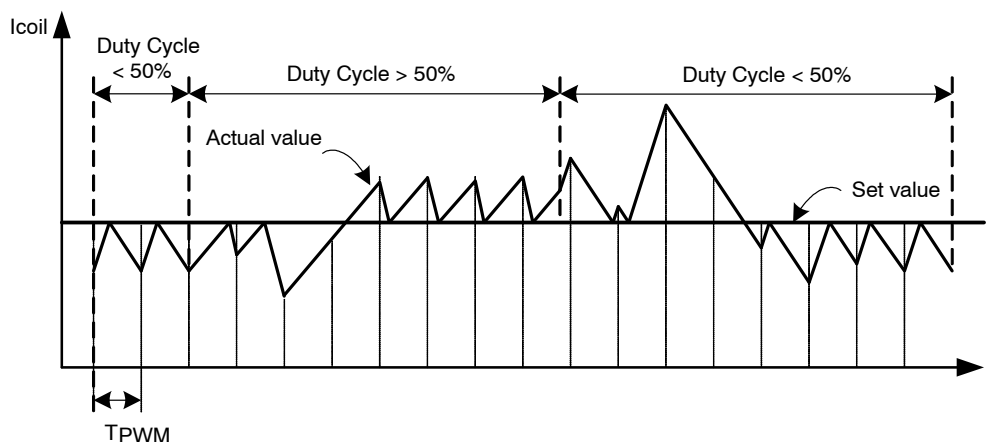 Icoil
Duty Cycle
< 50%
Duty Cycle > 50%
Duty Cycle < 50%
Actual value
Set value
TPWM